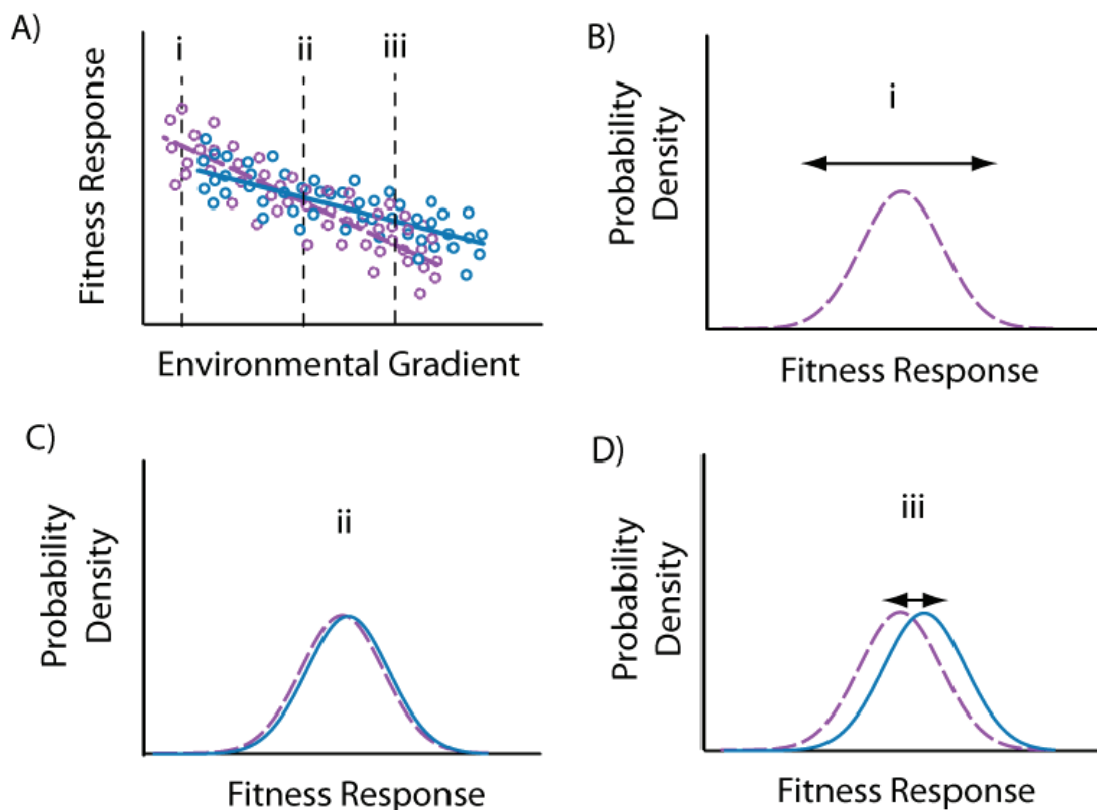 A)
i
ii
iii
Fitness Response
Environmental Gradient
B)
i
Probability
Density
Fitness Response
C)
ii
Probability
Density
Fitness Response
D)
iii
Probability
Density
Fitness Response